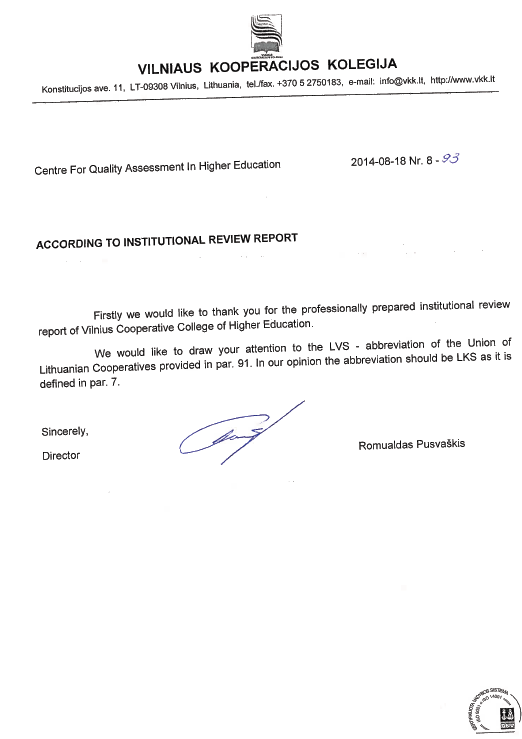 VILNIAUS KOOPERACIJOS KOLEGIJA
Konstitucijos ave. 11, LT-09308 Vilnius, Lithuania, tel./fax. +370 5 2750183, e-mail: info@vkk.lt, http://www.vkk.lt
Centre For Quality Assessment In Higher Education
2014-08-18 Nr. 8 - 93
ACCORDING TO INSTITUTIONAL REVIEW REPORT
Firstly we would like to thank you for the professionally prepared institutional review
report of Vilnius Cooperative College of Higher Education.
We would like to draw your attention to the LVS - abbreviation of the Union of
Lithuanian Cooperatives provided in par. 91. In our opinion the abbreviation should be LKS as it is
defined in par. 7.
Sincerely,
Director
Romualdas Pusvaškis